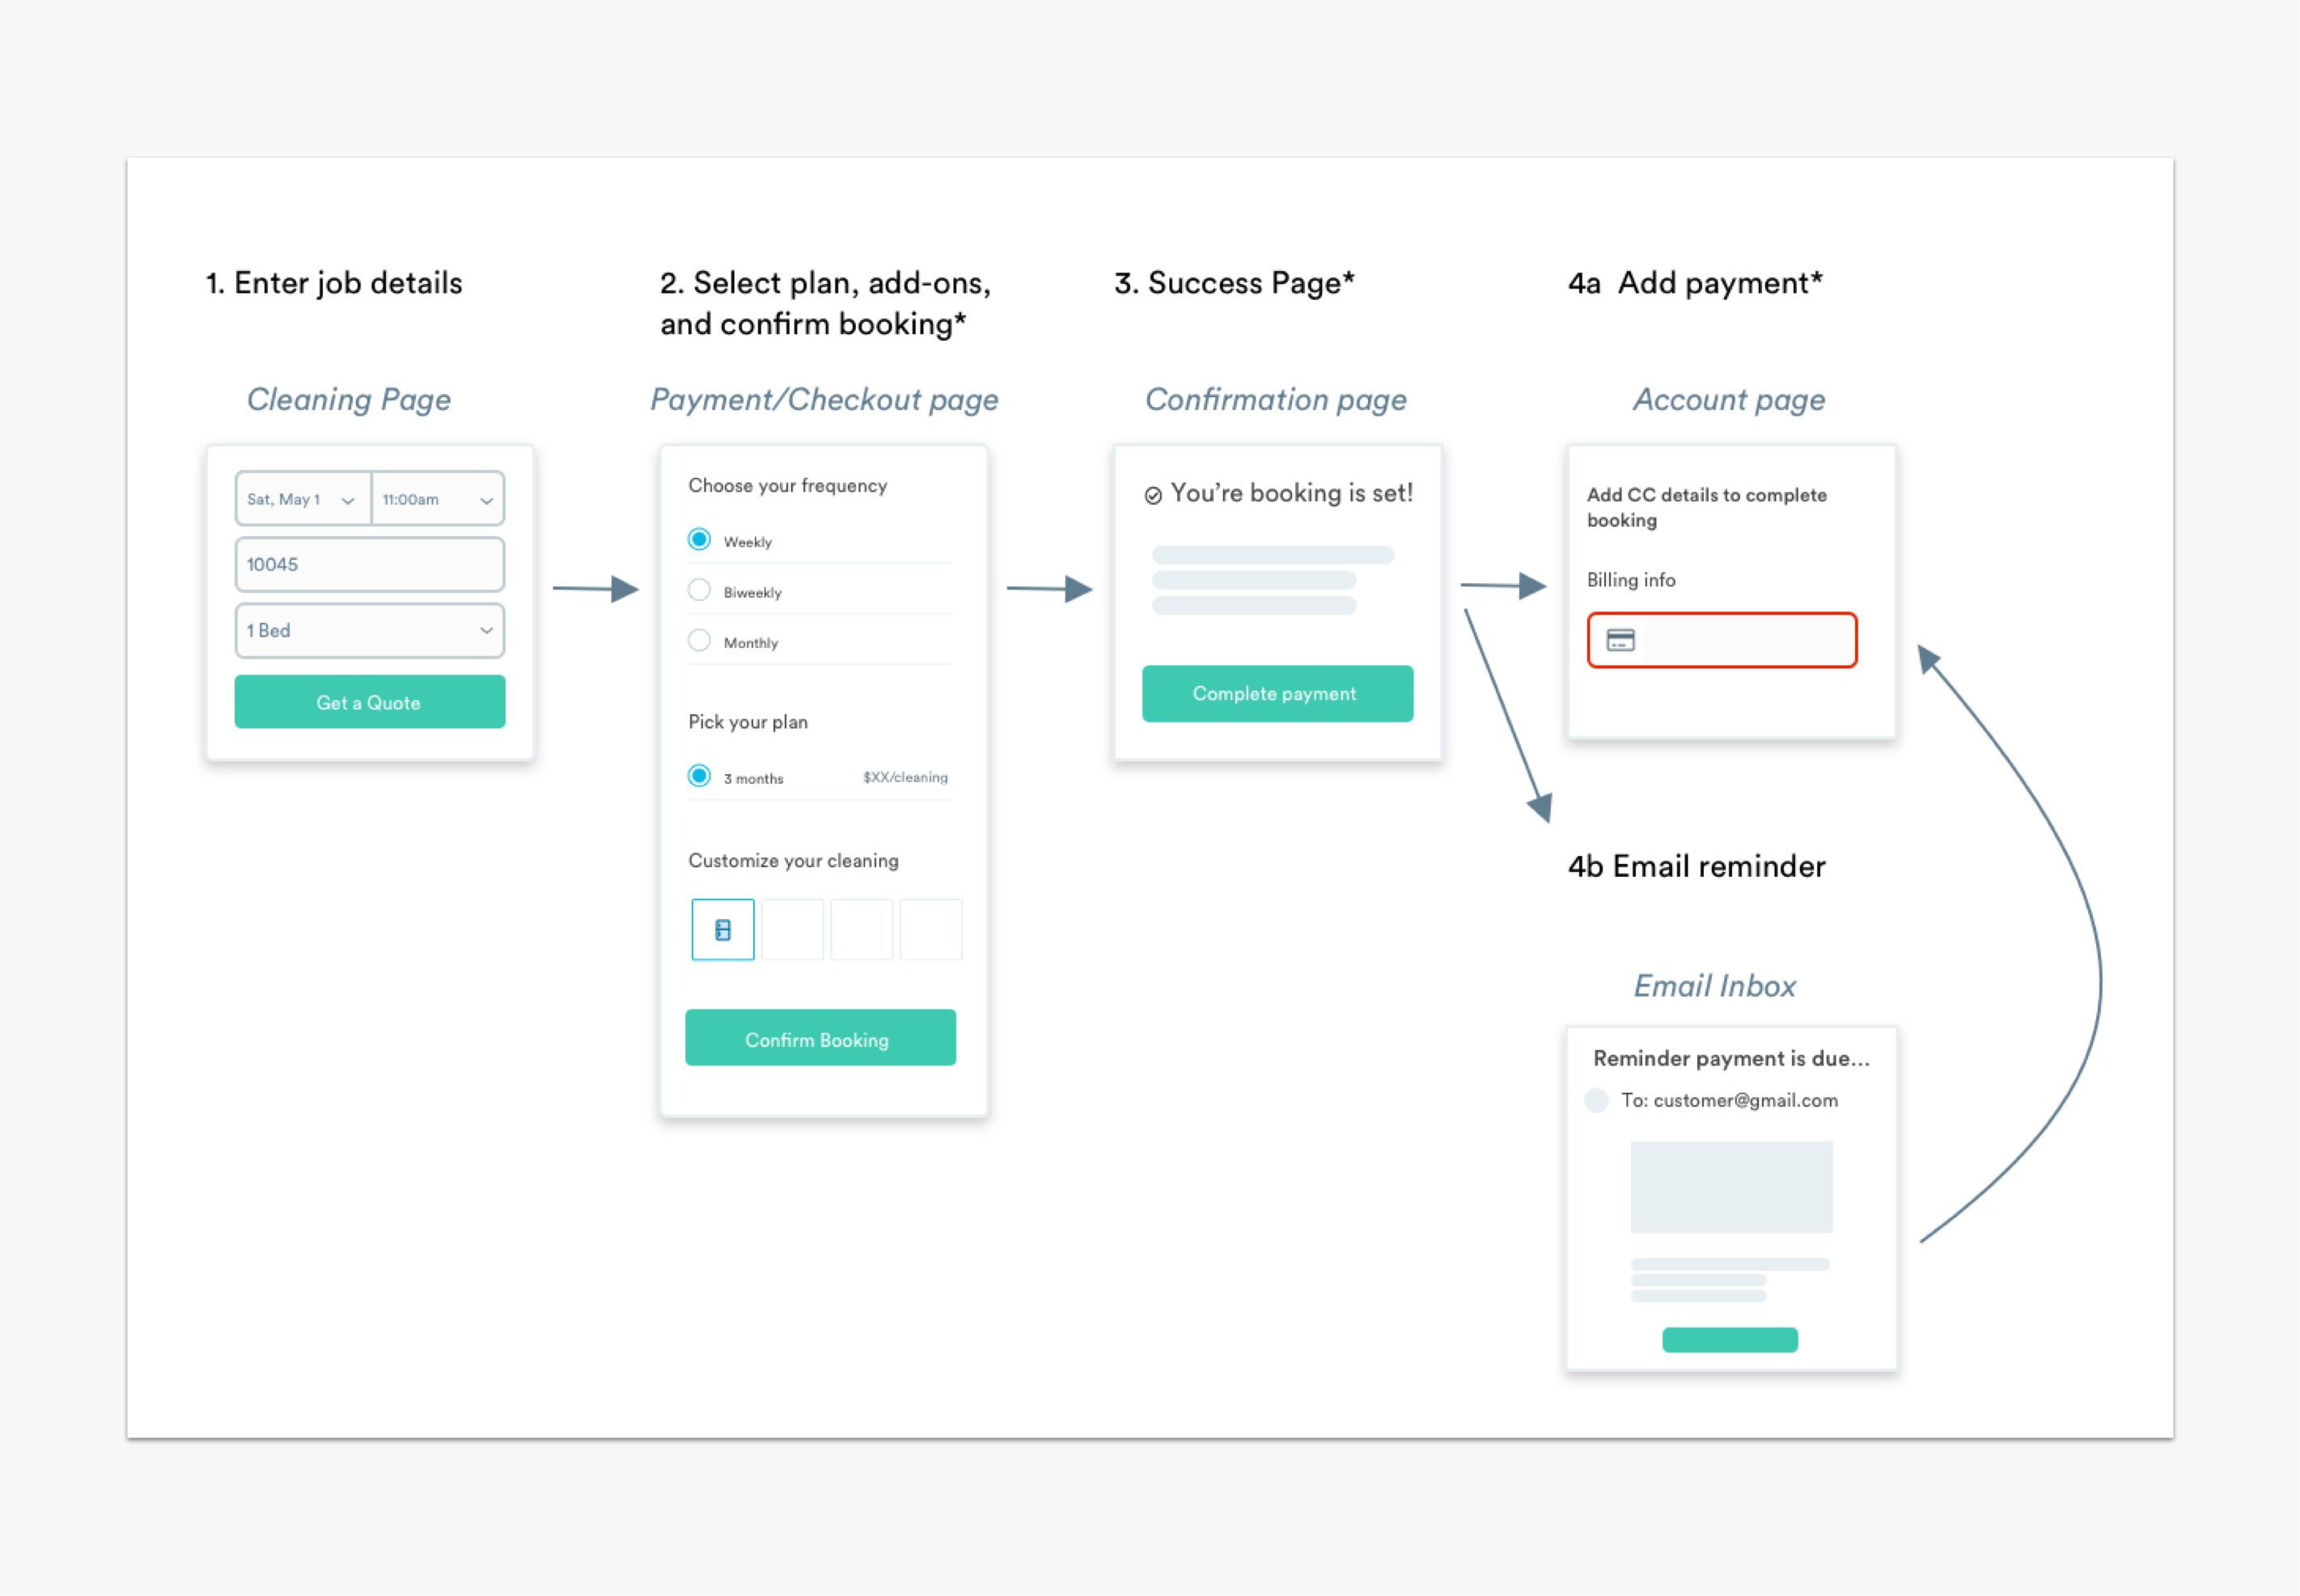 1. Enter job details
Cleaning Page
Sat, May 1
11:00am
10045
1 Bed
Get a Quote
2. Select plan, add-ons,
and confirm booking*
Payment/Checkout page
Choose your frequency
Weekly
Biweekly
Monthly
Pick your plan
3 months
$XX/cleaning
Customize your cleaning
Confirm Booking
3. Success Page*
Confirmation page
You’re booking is set!
Complete payment
4a Add payment*
Account page
Add CC details to complete
booking
Billing info
4b Email reminder
Email Inbox
Reminder payment is due...
To: customer@gmail.com